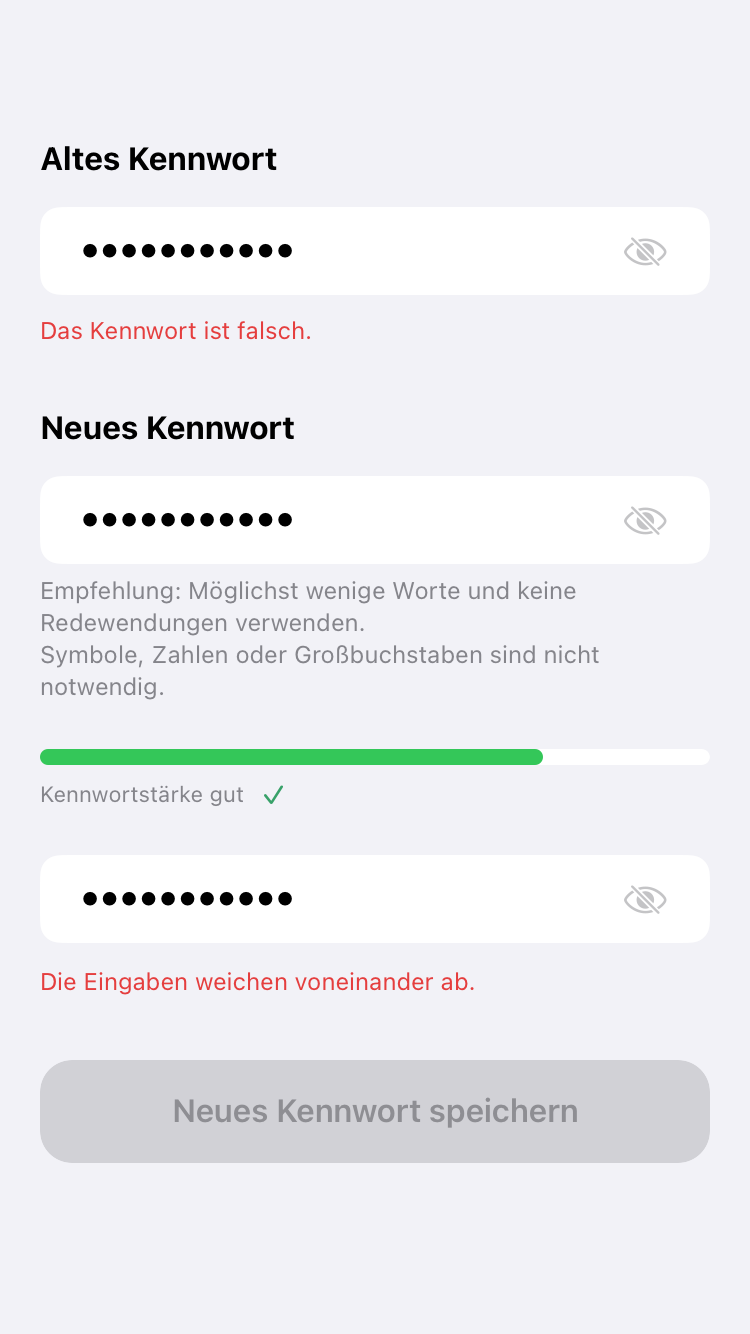 Altes Kennwort
•••••••••••
Das Kennwort ist falsch.
Neues Kennwort
•••••••••••
Empfehlung: Möglichst wenige Worte und keine
Redewendungen verwenden.
Symbole, Zahlen oder Großbuchstaben sind nicht
notwendig.
Kennwortstärke gut
•••••••••••
Die Eingaben weichen voneinander ab.
Neues Kennwort speichern